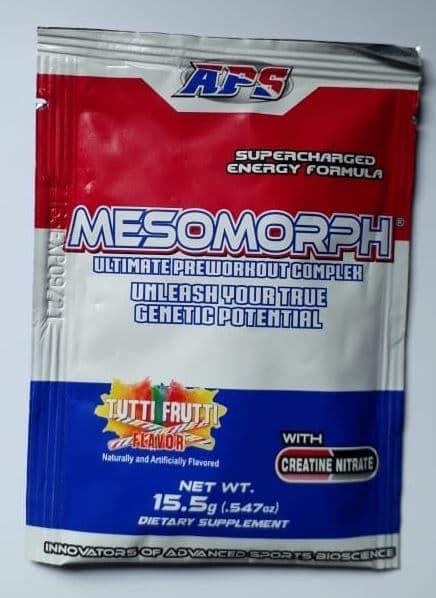 APS
SUPERCHARGED
ENERGY FORMULA
MESOMORPH®
ULTIMATE PREWORKOUT COMPLEX
UNLEASH YOUR TRUE
GENETIC POTENTIAL
TUTTI FRUTTI
FLAVOR
Naturally and Artificially Flavored
WITH
CREATINE NITRATE
NET WT.
15.5g (.547oz)
DIETARY SUPPLEMENT
INNOVATORS OF ADVANCED SPORTS BIOSCIENCE